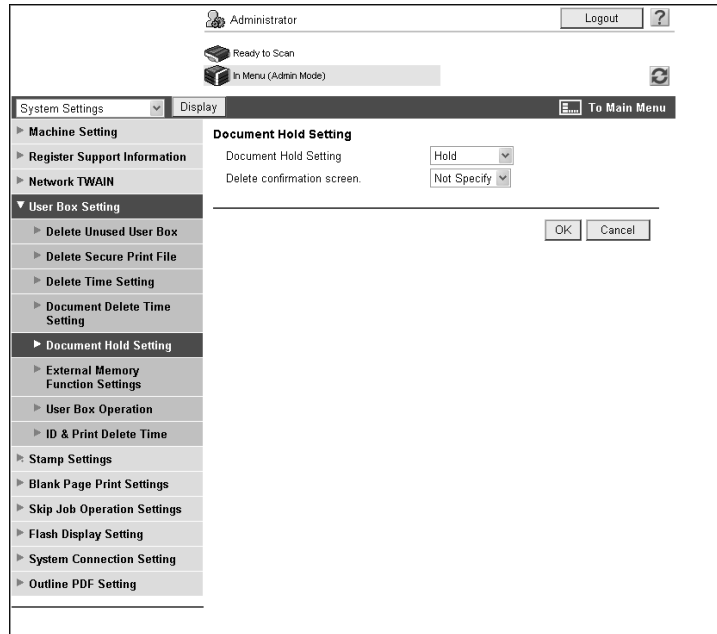 Administrator
Logout
?
Ready to Scan
In Menu (Admin Mode)
System Settings
Display
To Main Menu
Machine Setting
Register Support Information
Network TWAIN
User Box Setting
Delete Unused User Box
Delete Secure Print File
Delete Time Setting
Document Delete Time
Setting
Document Hold Setting
External Memory
Function Settings
User Box Operation
ID & Print Delete Time
Stamp Settings
Blank Page Print Settings
Skip Job Operation Settings
Flash Display Setting
System Connection Setting
Outline PDF Setting
Document Hold Setting
Document Hold Setting
Hold
Delete confirmation screen.
Not Specify
OK
Cancel